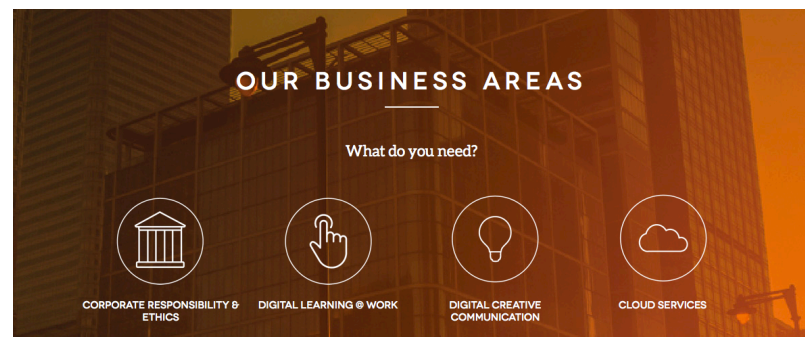 OUR BUSINESS AREAS
What do you need?
CORPORATE RESPONSIBILITY &
ETHICS
DIGITAL LEARNING @ WORK
DIGITAL CREATIVE
COMMUNICATION
CLOUD SERVICES